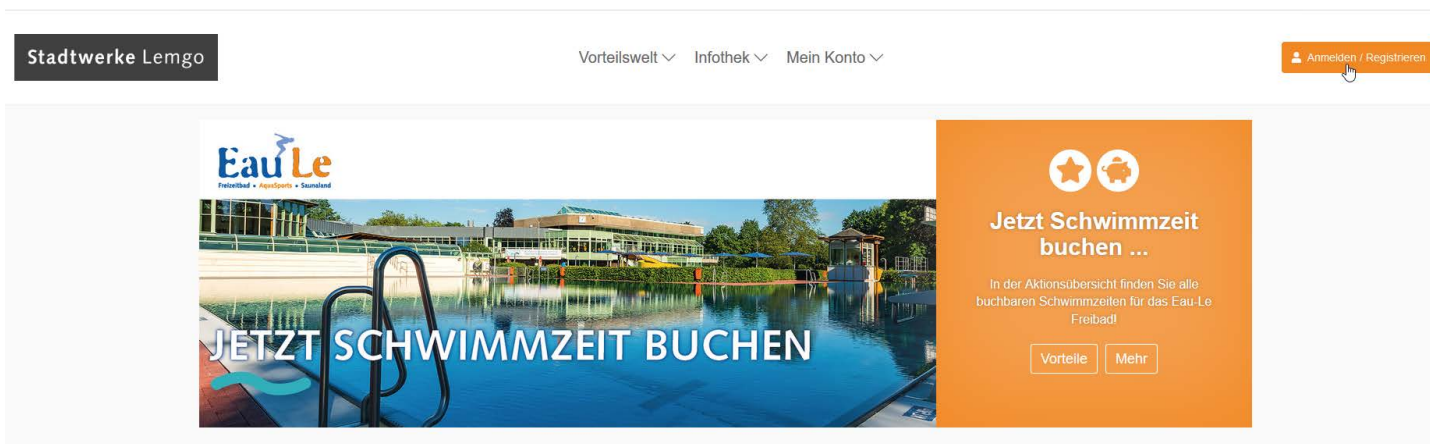 Stadtwerke Lemgo
Vorteilswelt Infothek Mein Konto
Anmelden / Registrieren
Eau Le
Freizeitbad • AquaSports • Saunaland
JETZT SCHWIMMZEIT BUCHEN
Jetzt Schwimmzeit
buchen ...
In der Aktionsübersicht finden Sie alle
buchbaren Schwimmzeiten für das Eau-Le
Freibad!
Vorteile Mehr